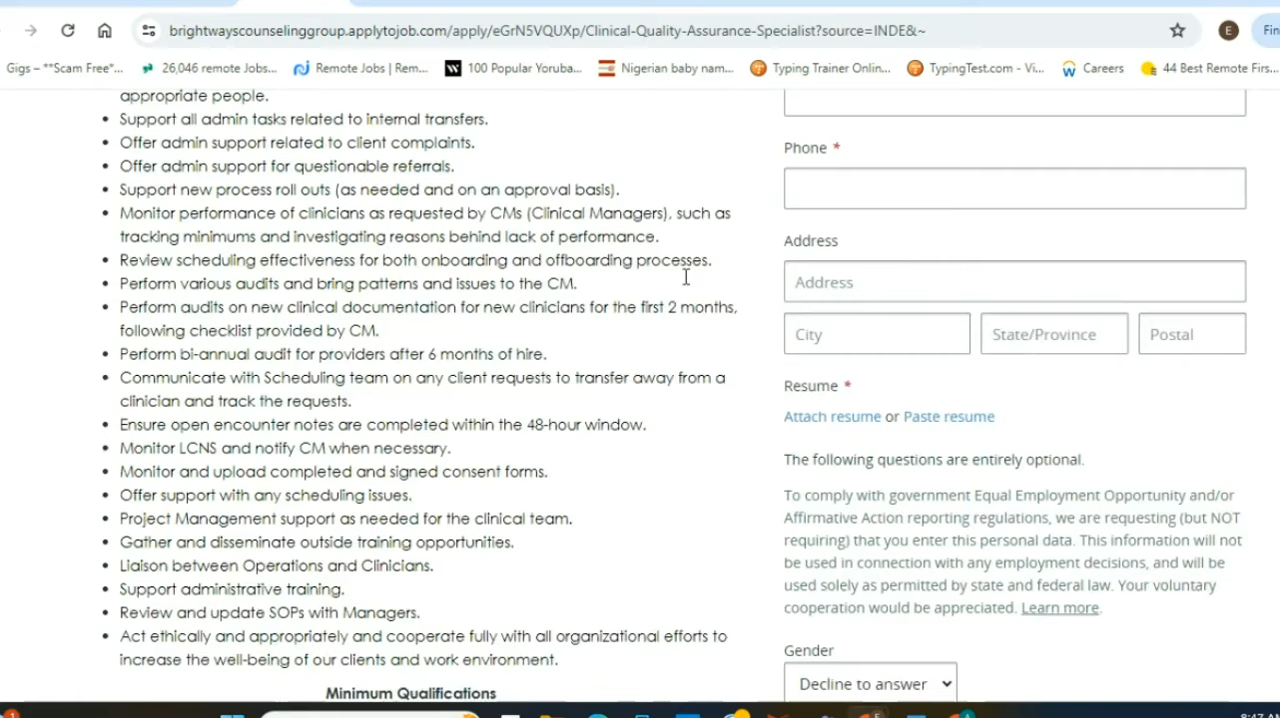 brightwayscounselinggroup.applytojob.com/apply/eGrN5VQUXp/Clinical-Quality-Assurance-Specialist?source=INDE&~
E
Fin
Gigs – **Scam Free*...
26,046 remote Jobs...
Remote Jobs | Rem...
100 Popular Yoruba...
Nigerian baby nam...
Typing Trainer Onlin...
TypingTest.com - Vi...
Careers
44 Best Remote Firs...
appropriate people.
• Support all admin tasks related to internal transfers.
• Offer admin support related to client complaints.
• Offer admin support for questionable referrals.
• Support new process roll outs (as needed and on an approval basis).
• Monitor performance of clinicians as requested by CMs (Clinical Managers), such as
tracking minimums and investigating reasons behind lack of performance.
• Review scheduling effectiveness for both onboarding and offboarding processes.
• Perform various audits and bring patterns and issues to the CM.
• Perform audits on new clinical documentation for new clinicians for the first 2 months,
following checklist provided by CM.
• Perform bi-annual audit for providers after 6 months of hire.
• Communicate with Scheduling team on any client requests to transfer away from a
clinician and track the requests.
• Ensure open encounter notes are completed within the 48-hour window.
• Monitor LCNS and notify CM when necessary.
• Monitor and upload completed and signed consent forms.
• Offer support with any scheduling issues.
• Project Management support as needed for the clinical team.
• Gather and disseminate outside training opportunities.
• Liaison between Operations and Clinicians.
• Support administrative training.
• Review and update SOPs with Managers.
• Act ethically and appropriately and cooperate fully with all organizational efforts to
increase the well-being of our clients and work environment.
Minimum Qualifications
Phone *
Address
Address
City
State/Province
Postal
Resume *
Attach resume or Paste resume
The following questions are entirely optional.
To comply with government Equal Employment Opportunity and/or
Affirmative Action reporting regulations, we are requesting (but NOT
requiring) that you enter this personal data. This information will not
be used in connection with any employment decisions, and will be
used solely as permitted by state and federal law. Your voluntary
cooperation would be appreciated. Learn more.
Gender
Decline to answer